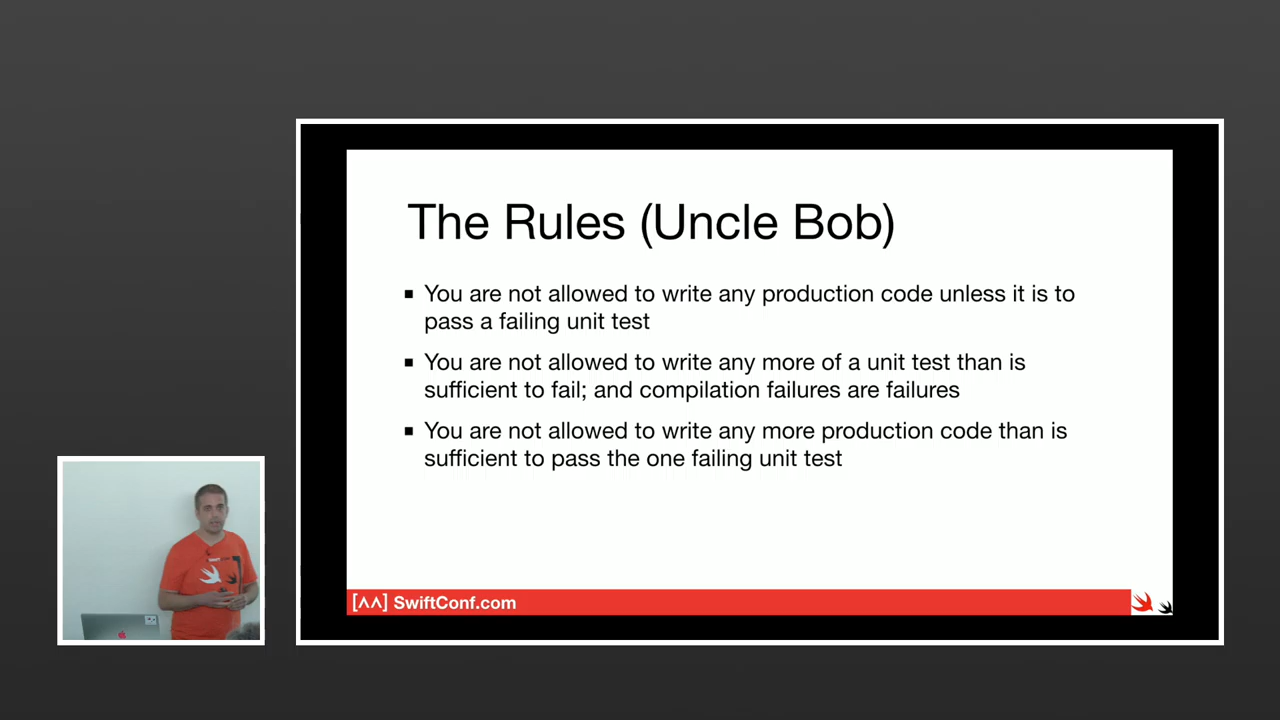 The Rules (Uncle Bob)
▪ You are not allowed to write any production code unless it is to
pass a failing unit test
▪ You are not allowed to write any more of a unit test than is
sufficient to fail; and compilation failures are failures
▪ You are not allowed to write any more production code than is
sufficient to pass the one failing unit test
[^^] SwiftConf.com